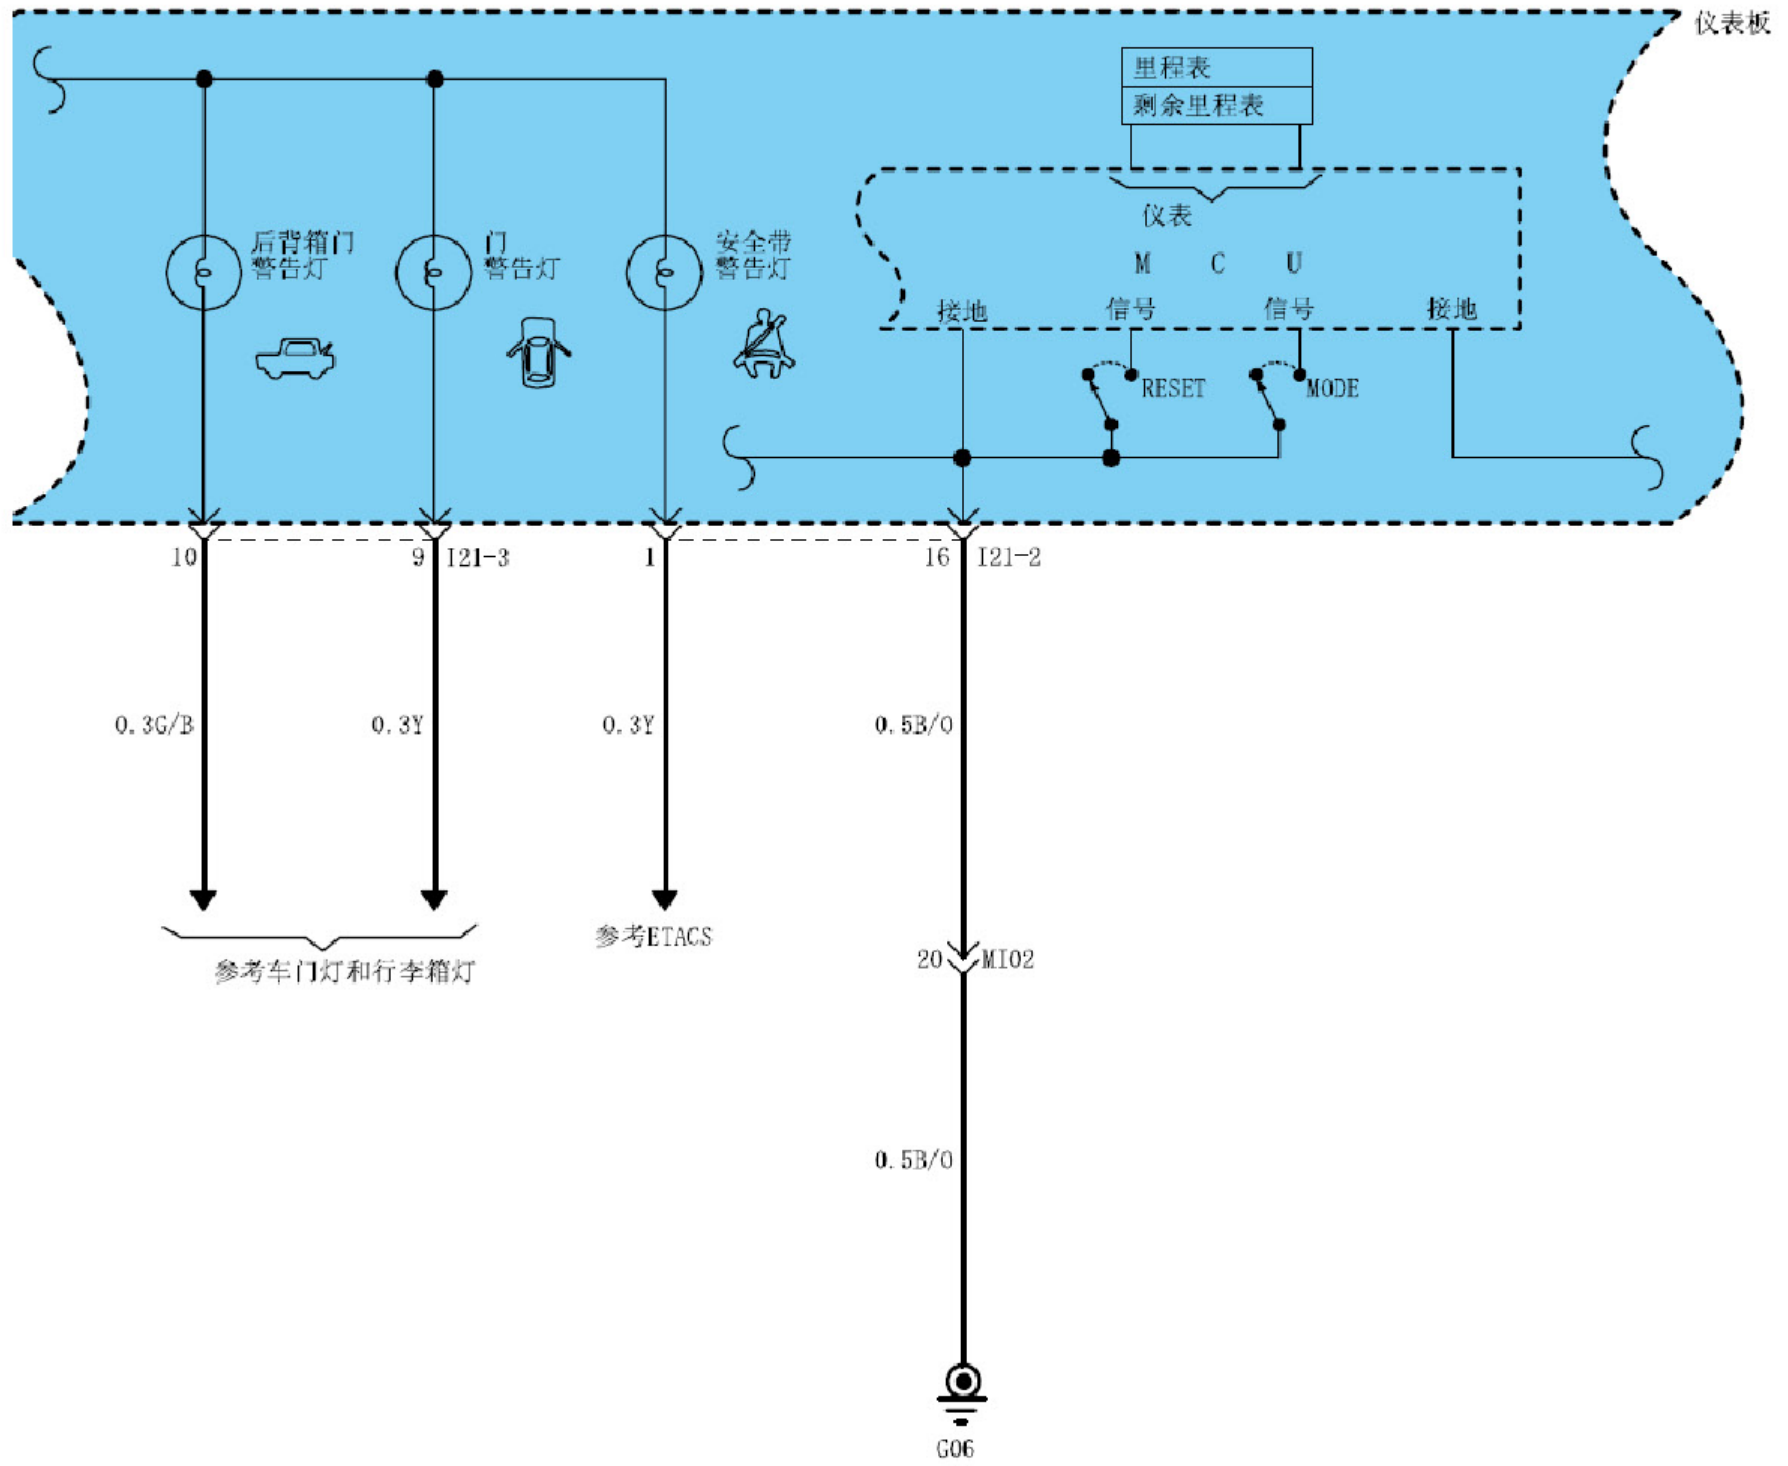 仪表板
里程表
剩余里程表
仪表
M C U
接地
信号
信号
接地
后背箱门
警告灯
门
警告灯
安全带
警告灯
RESET
MODE
10
9
I21-3
1
16
I21-2
0.3G/B
0.3Y
0.3Y
0.5B/O
参考车门灯和行李箱灯
参考ETACS
20
MI02
0.5B/O
G06